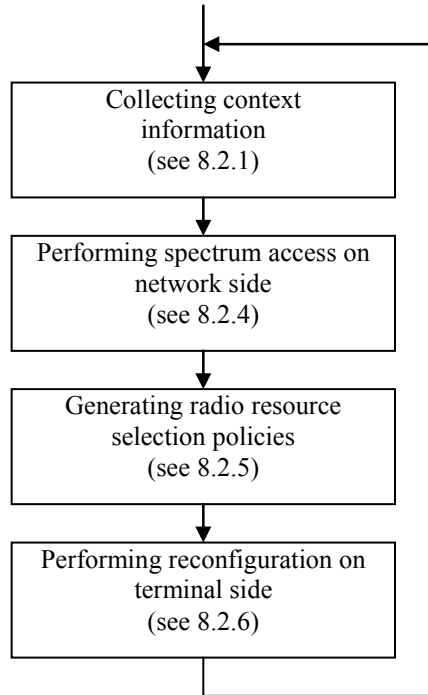 Collecting context
information
(see 8.2.1)
Performing spectrum access on
network side
(see 8.2.4)
Generating radio resource
selection policies
(see 8.2.5)
Performing reconfiguration on
terminal side
(see 8.2.6)